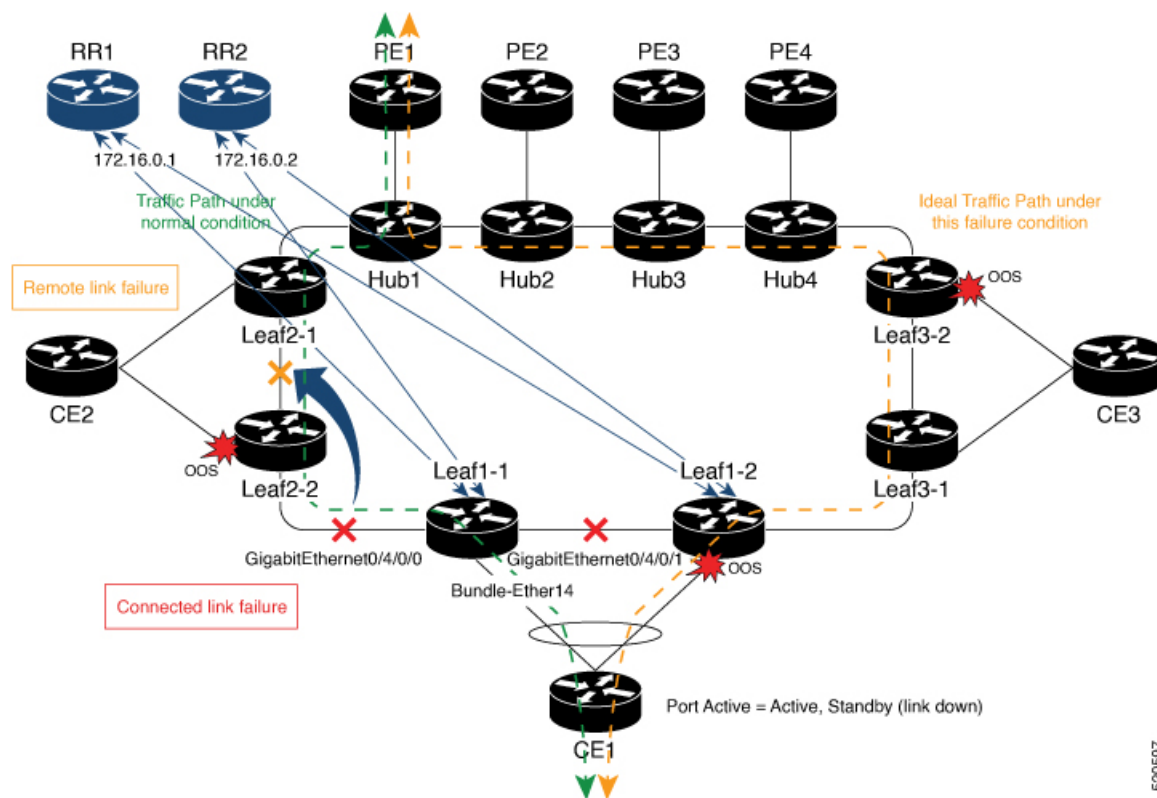 RR1
RR2
PE1
PE2
PE3
PE4
172.16.0.1
172.16.0.2
Traffic Path under
normal condition
Ideal Traffic Path under
this failure condition
Hub1
Hub2
Hub3
Hub4
Remote link failure
OOS
Leaf2-1
Leaf3-2
CE2
CE3
OOS
Leaf2-2
Leaf1-1
Leaf1-2
Leaf3-1
GigabitEthernet0/4/0/0
GigabitEthernet0/4/0/1
OOS
Bundle-Ether14
Connected link failure
Port Active = Active, Standby (link down)
CE1
520597